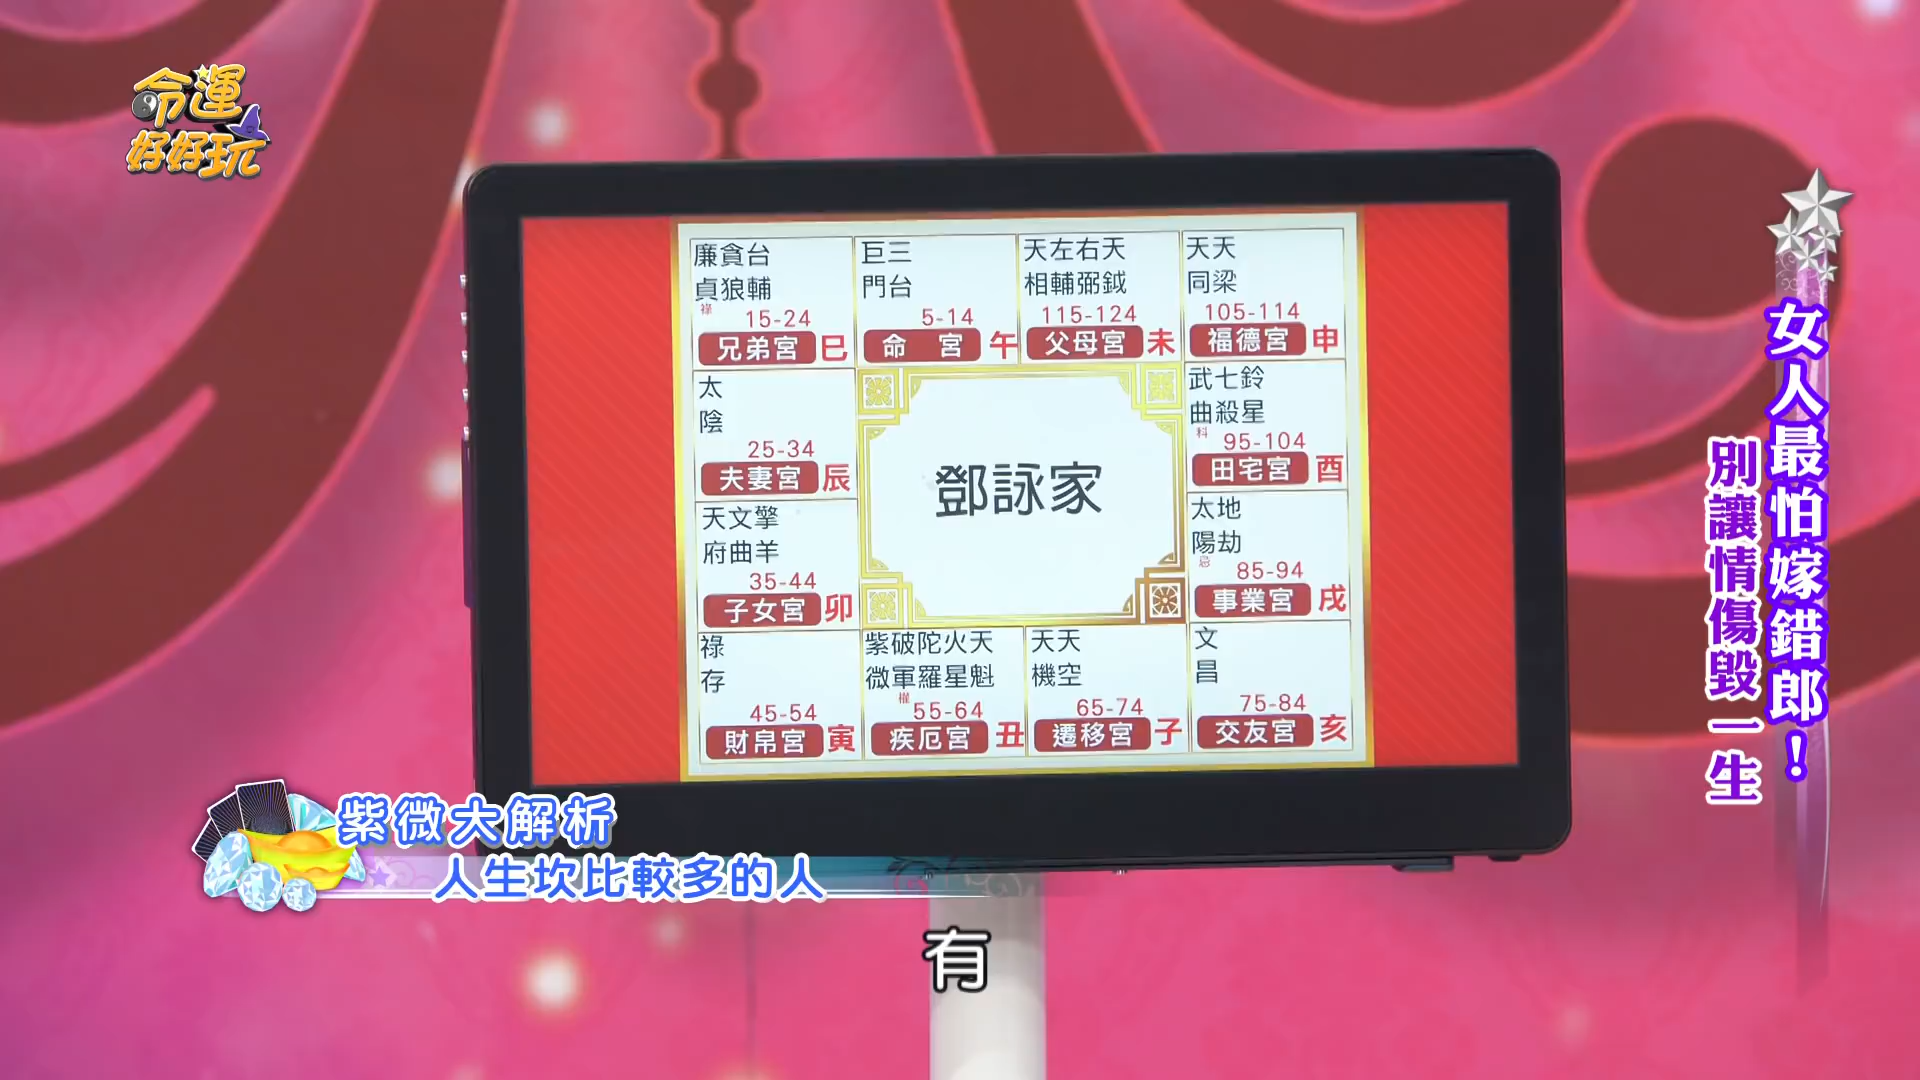 命運
好好玩
女人最怕嫁錯郎！
別讓情傷毀一生
廉貪台
貞狼輔
祿
15-24
兄弟宮 巳
巨三
門台
5-14
命 宮 午
天左右天
相輔弼鉞
115-124
父母宮 未
天天
同梁
105-114
福德宮 申
太
陰
25-34
夫妻宮 辰
鄧詠家
武七鈴
曲殺星
科
95-104
田宅宮 酉
天文擎
府曲羊
35-44
子女宮 卯
太地
陽劫
忌
85-94
事業宮 戌
祿
存
45-54
財帛宮 寅
紫破陀火天
微軍羅星魁
權
55-64
疾厄宮 丑
天天
機空
65-74
遷移宮 子
文
昌
75-84
交友宮 亥
紫微大解析
人生坎比較多的人
有